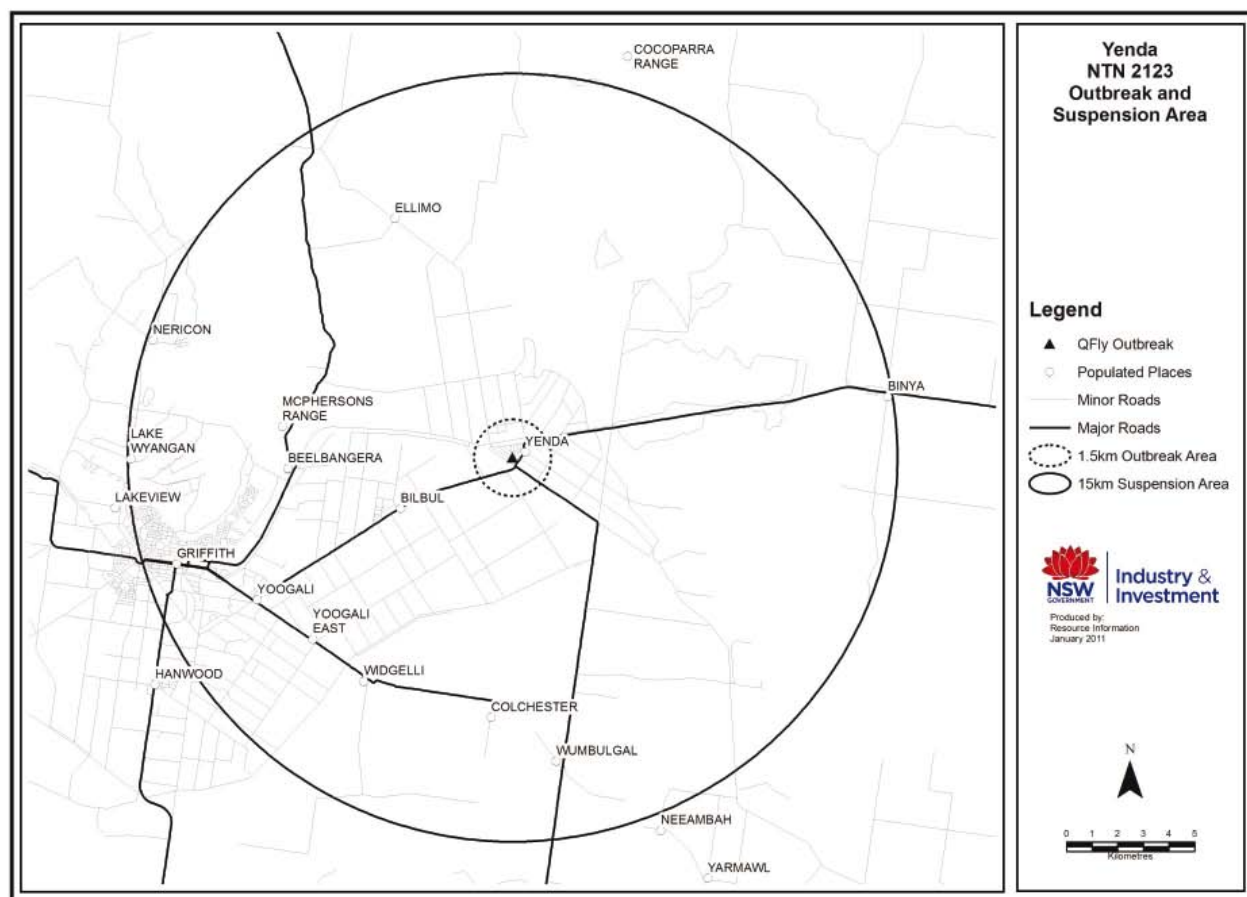 Yenda
NTN 2123
Outbreak and
Suspension Area
COCOPARRA
RANGE
ELLIMO
NERICON
MCPHERSONS
RANGE
BINYA
LAKE
WYANGAN
YENDA
BEELBANGERA
LAKEVIEW
BILBUL
GRIFFITH
YOOGALI
YOOGALI
EAST
HANWOOD
WIDGELLI
COLCHESTER
WUMBULGAL
NEEAMBAH
YARMAWL
Legend
QFly Outbreak
Populated Places
Minor Roads
Major Roads
1.5km Outbreak Area
15km Suspension Area
NSW
GOVERNMENT
Industry &
Investment
Produced by:
Resource Information
January 2011
N
0 1 2 3 4 5
Kilometres